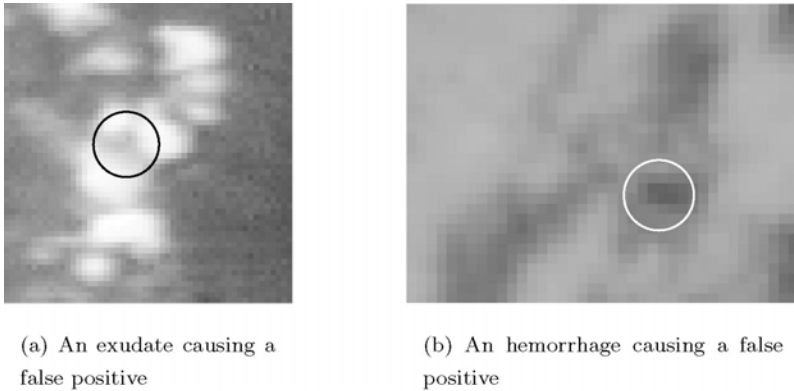 (a) An exudate causing a
false positive
(b) An hemorrhage causing a false
positive